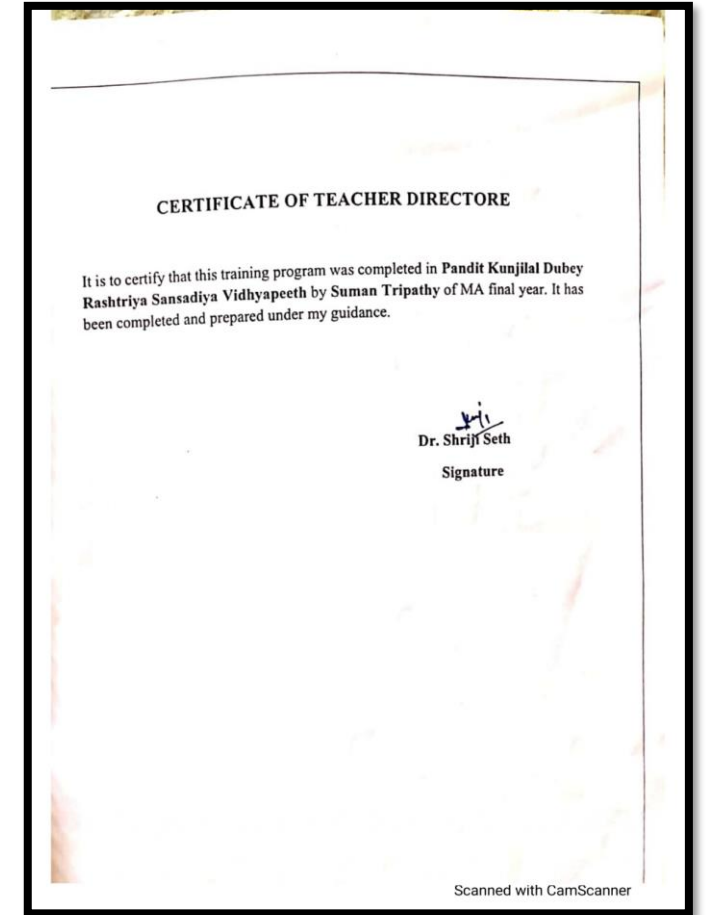 CERTIFICATE OF TEACHER DIRECTORE
It is to certify that this training program was completed in Pandit Kunjilal Dubey
Rashtriya Sansadiya Vidhyapeeth by Suman Tripathy of MA final year. It has
been completed and prepared under my guidance.
Dr. Shriji Seth
Signature
Scanned with CamScanner